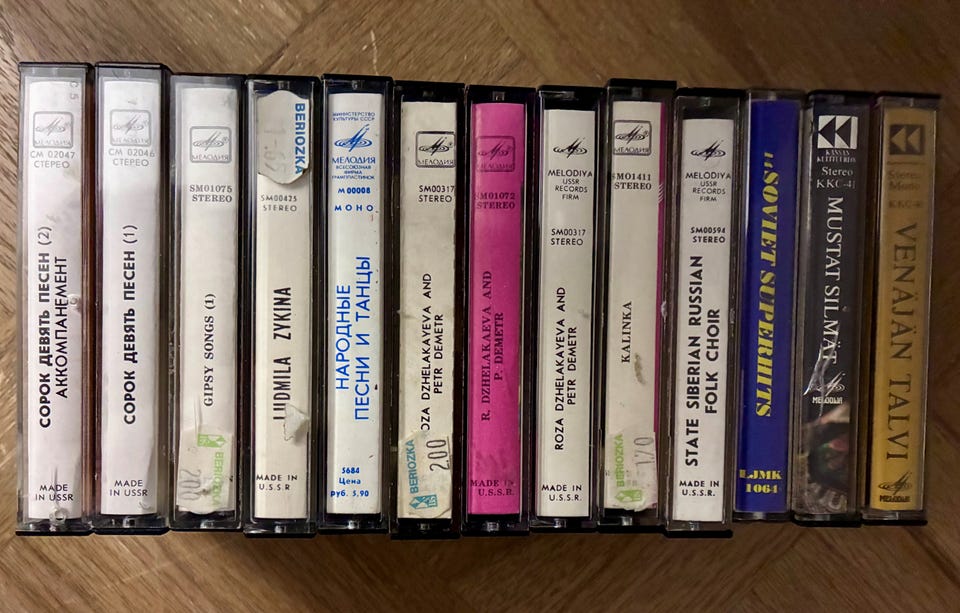 С 5
МЕЛОДИЯ
СМ 02047
СТЕРЕО
СОРОК ДЕВЯТЬ ПЕСЕН (2)
АККОМПАНЕМЕНТ
MADE
IN USSR
МЕЛОДИЯ
СМ 02046
СТЕРЕО
СОРОК ДЕВЯТЬ ПЕСЕН (1)
MADE
IN USSR
МЕЛОДИЯ
SM01075
STEREO
GIPSY SONGS (1)
BERIOZKA
BERIOZKA
SM00425
STEREO
LUDMILA ZYKINA
MADE IN
U.S.S.R.
МИНИСТЕРСТВО
КУЛЬТУРЫ СССР
МЕЛОДИЯ
ВСЕСОЮЗНАЯ
ФИРМА
ГРАМПЛАСТИНОК
М 00008
МОНО
НАРОДНЫЕ
ПЕСНИ И ТАНЦЫ
5684
Цена
руб. 5,90
МЕЛОДИЯ
SM00317
STEREO
ROZA DZHELAKAYEVA AND
PETR DEMETR
BERIOZKA
200
МЕЛОДИЯ
SM01072
STEREO
R. DZHELAKAEVA AND
P. DEMETR
MADE IN
U.S.S.R.
MELODIYA
USSR
RECORDS
FIRM
SM00317
STEREO
ROZA DZHELAKAYEVA AND
PETR DEMETR
MADE IN
U.S.S.R.
МЕЛОДИЯ
SM01411
STEREO
KALINKA
BERIOZKA
170
MELODIYA
USSR
RECORDS
FIRM
SM00594
STEREO
STATE SIBERIAN RUSSIAN
FOLK CHOIR
MADE IN
U.S.S.R.
"SOVIET SUPERHITS
LJMK
1064
Stereo
KKC-41
MUSTAT SILMÄT
MELODIJA
Stereo
Mono
VENÄJÄN TALVI
MELODIJA